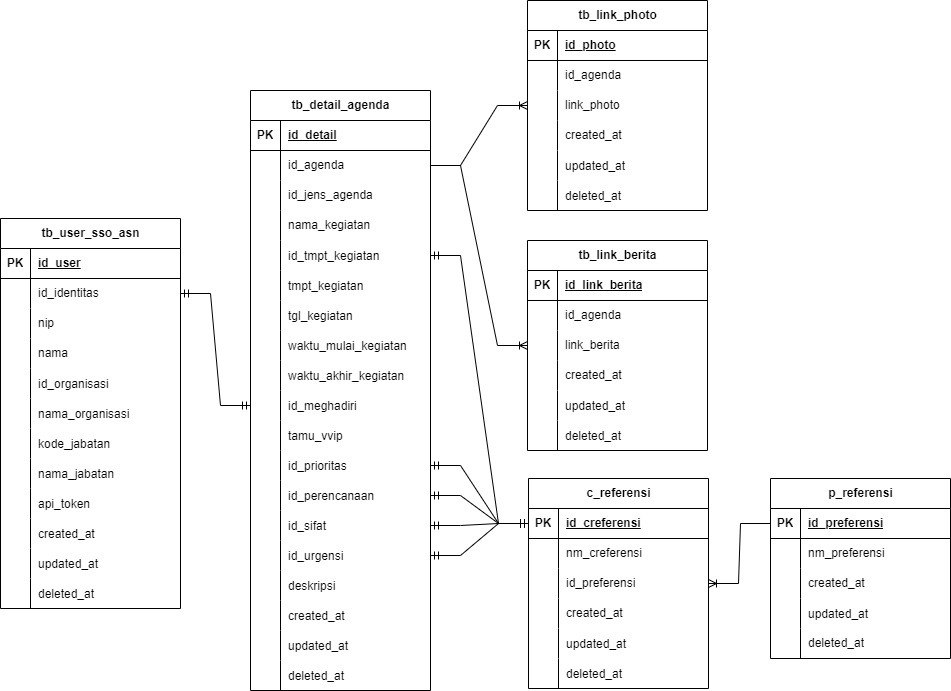 tb_link_photo
PK id_photo
id_agenda
link_photo
created_at
updated_at
deleted_at
tb_detail_agenda
PK id_detail
id_agenda
id_jens_agenda
nama_kegiatan
id_tmpt_kegiatan
tmpt_kegiatan
tgl_kegiatan
waktu_mulai_kegiatan
waktu_akhir_kegiatan
id_meghadiri
tamu_vvip
id_prioritas
id_perencanaan
id_sifat
id_urgensi
deskripsi
created_at
updated_at
deleted_at
tb_user_sso_asn
PK id_user
id_identitas
nip
nama
id_organisasi
nama_organisasi
kode_jabatan
nama_jabatan
api_token
created_at
updated_at
deleted_at
tb_link_berita
PK id_link_berita
id_agenda
link_berita
created_at
updated_at
deleted_at
c_referensi
PK id_creferensi
nm_creferensi
id_preferensi
created_at
updated_at
deleted_at
p_referensi
PK id_preferensi
nm_preferensi
created_at
updated_at
deleted_at